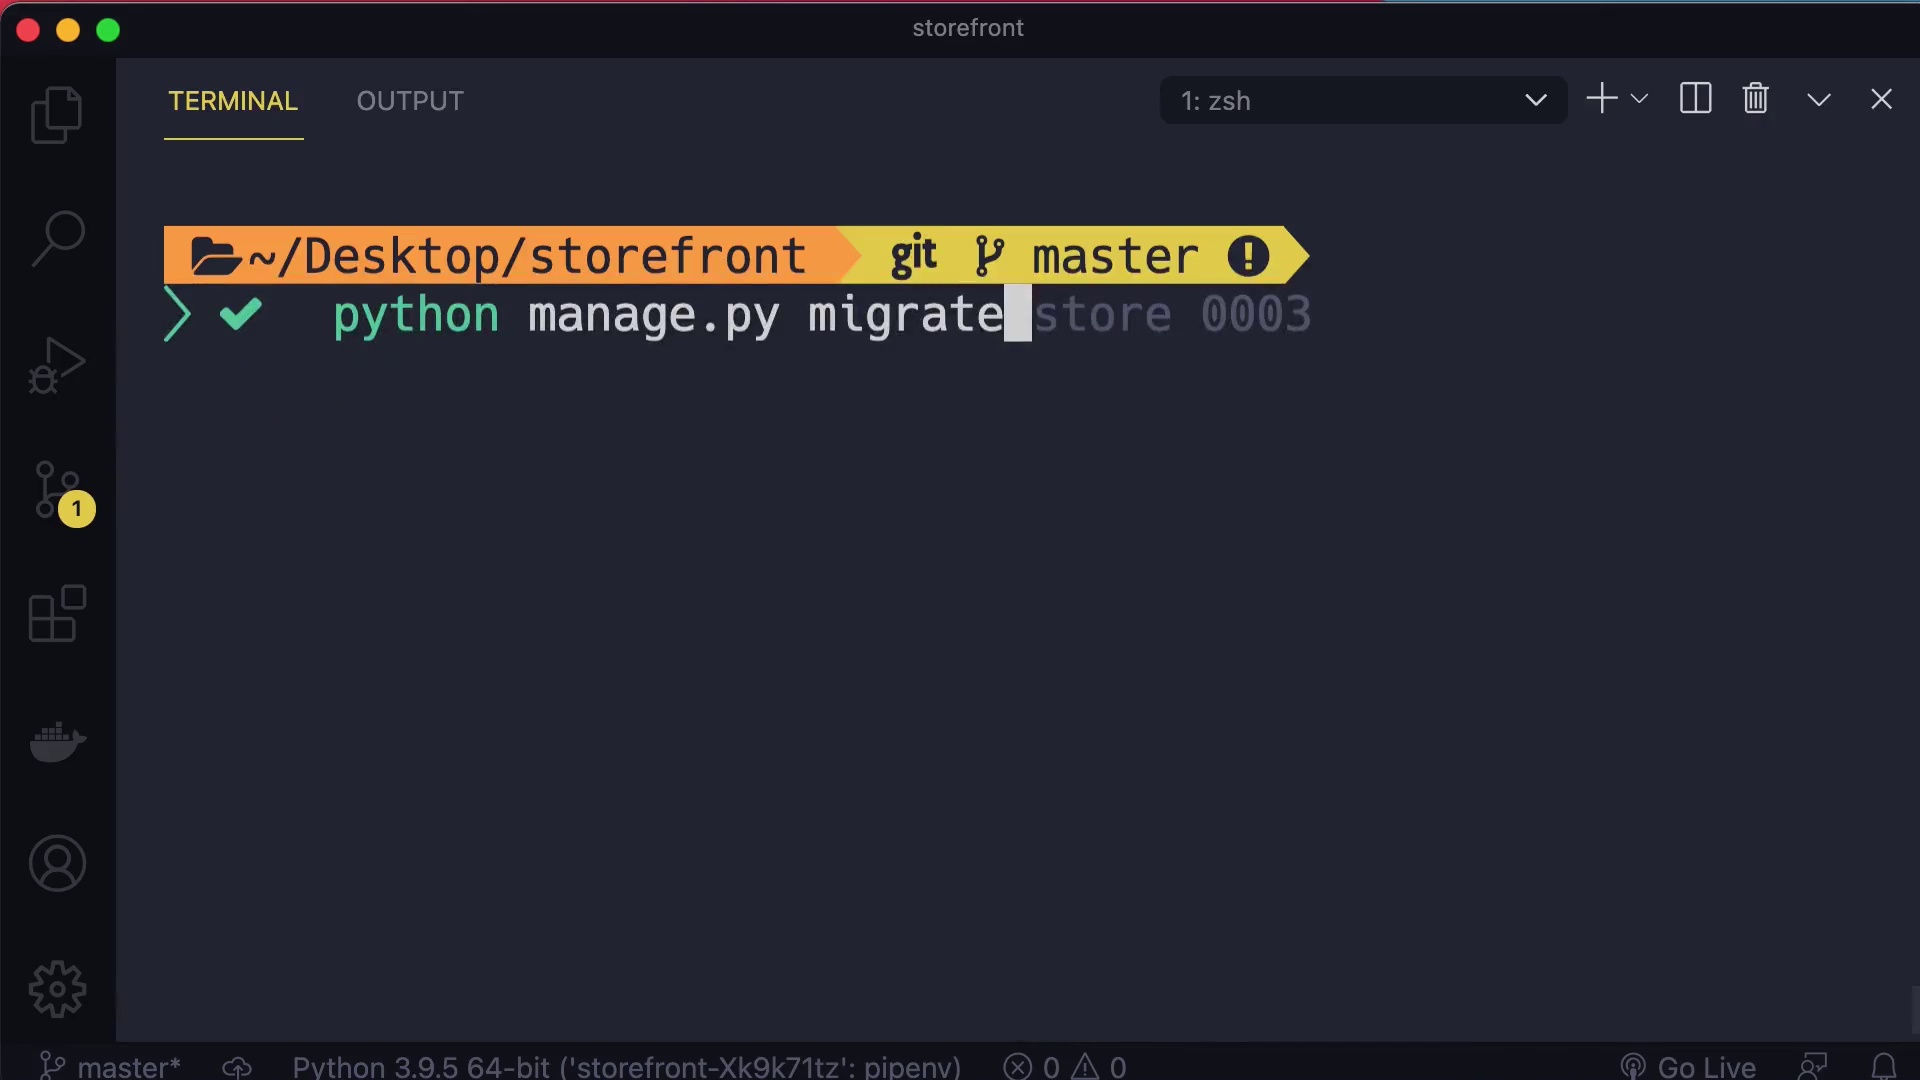 storefront
TERMINAL OUTPUT 1: zsh
~/Desktop/storefront git master !
python manage.py migrate store 0003
1
master* Python 3.9.5 64-bit ('storefront-Xk9k71tz': pipenv) 0 0 Go Live